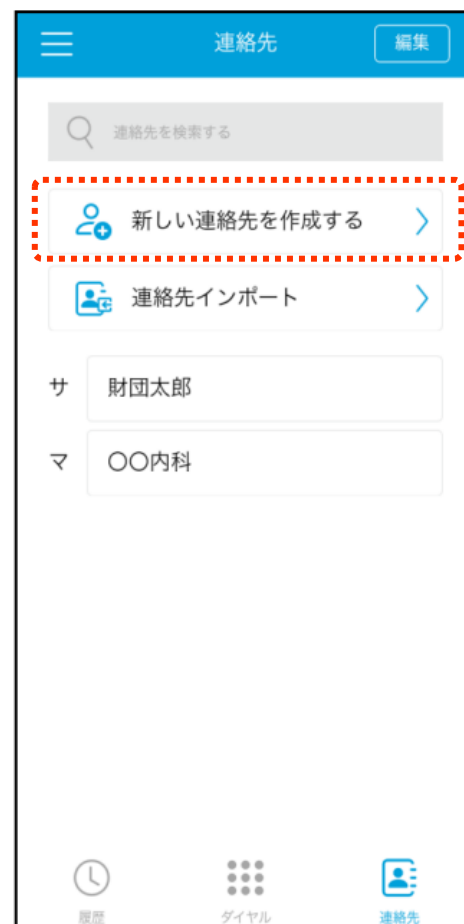 連絡先
編集
連絡先を検索する
新しい連絡先を作成する
連絡先インポート
サ
財団太郎
マ
〇〇内科
履歴
ダイヤル
連絡先